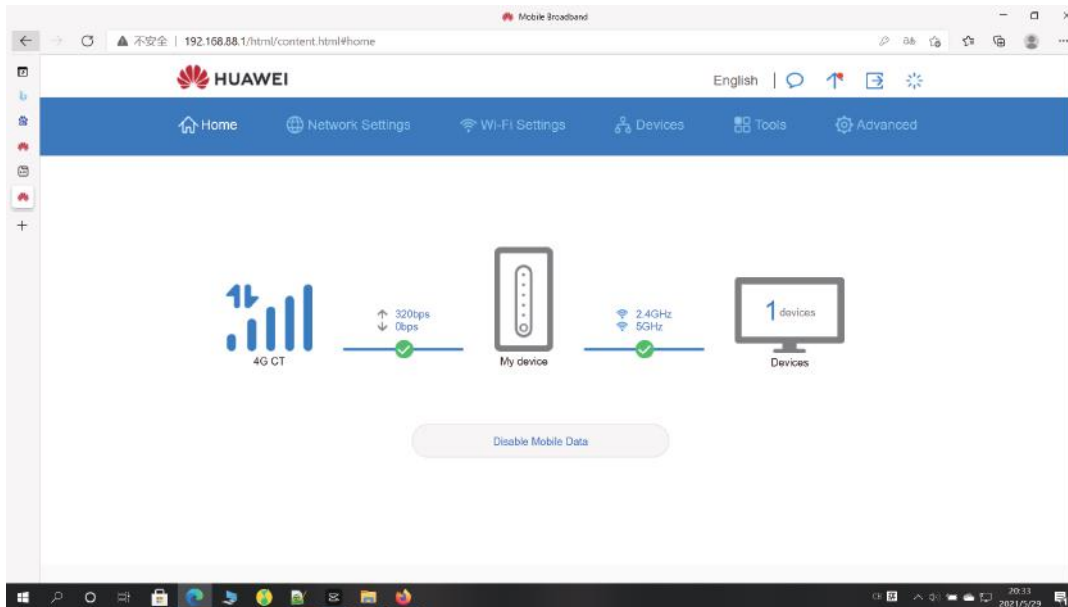 Mobile Broadband
不安全 | 192.168.88.1/html/content.html#home
HUAWEI
English
Home
Network Settings
Wi-Fi Settings
Devices
Tools
Advanced
320bps
0bps
2.4GHz
5GHz
1 devices
4G CT
My device
Devices
Disable Mobile Data
20:33
2021/5/29